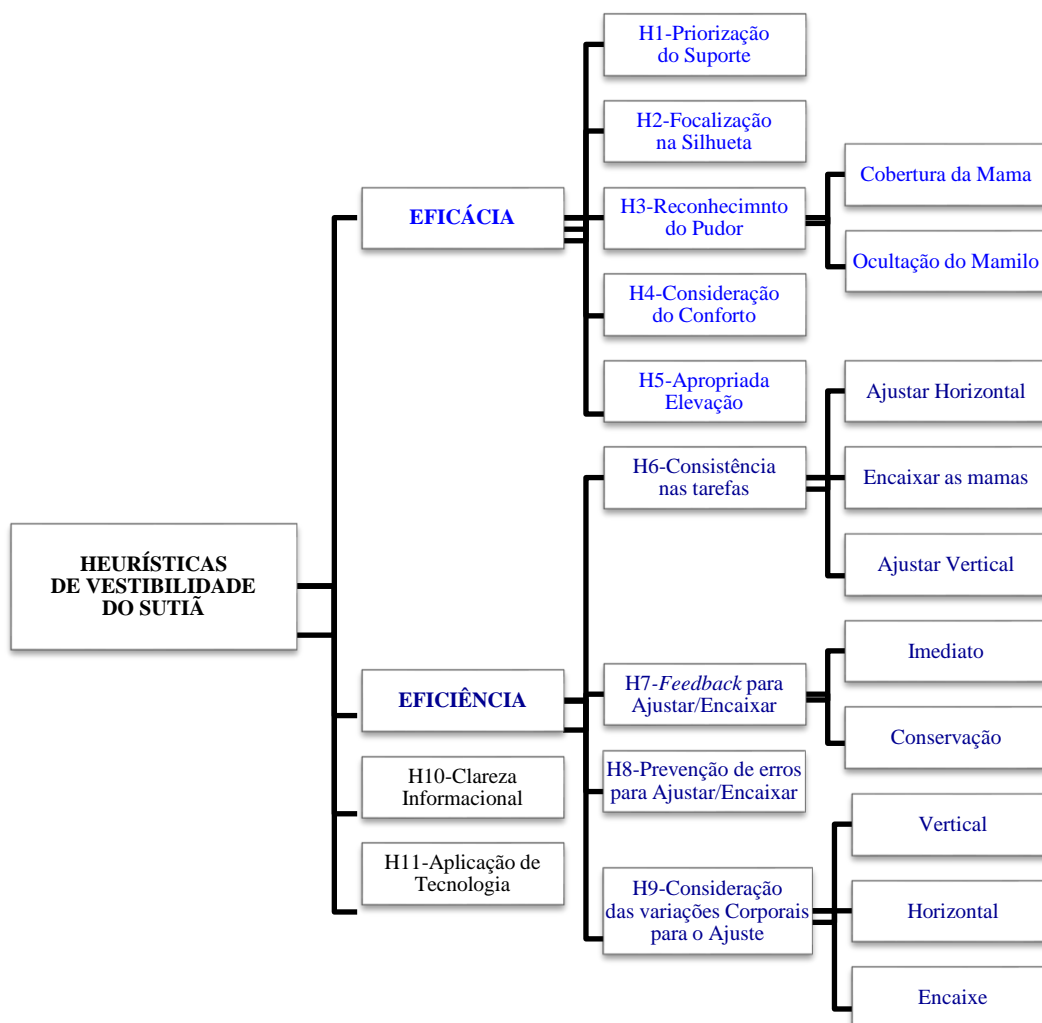 HEURÍSTICAS
DE VESTIBILIDADE
DO SUTIÃ
EFICÁCIA
H1-Priorização
do Suporte
H2-Focalização
na Silhueta
H3-Reconhecimnto
do Pudor
Cobertura da Mama
Ocultação do Mamilo
H4-Consideração
do Conforto
H5-Apropriada
Elevação
EFICIÊNCIA
H6-Consistência
nas tarefas
Ajustar Horizontal
Encaixar as mamas
Ajustar Vertical
H7-Feedback para
Ajustar/Encaixar
Imediato
Conservação
H8-Prevenção de erros
para Ajustar/Encaixar
H9-Consideração
das variações Corporais
para o Ajuste
Vertical
Horizontal
Encaixe
H10-Clareza
Informacional
H11-Aplicação de
Tecnologia